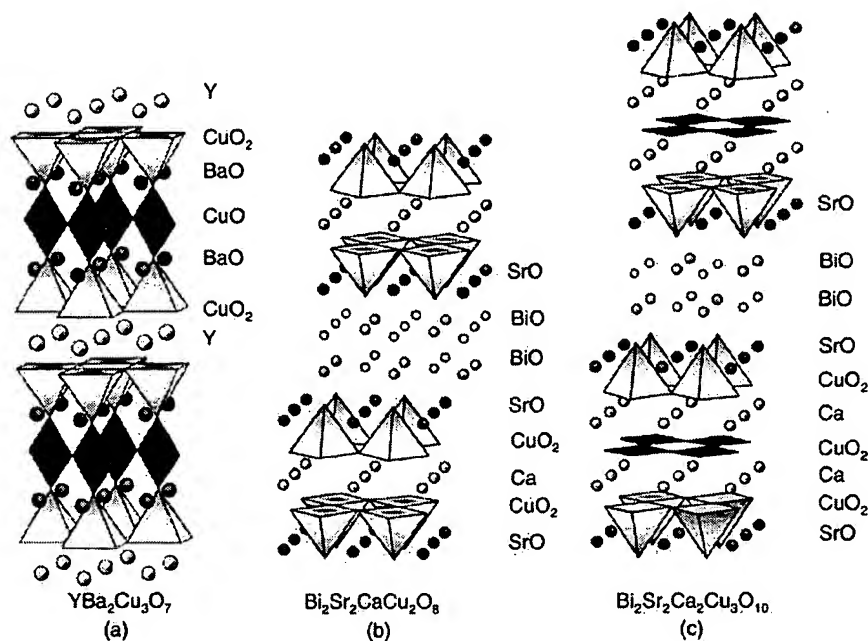 Y
CuO₂
BaO
CuO
BaO
CuO₂
Y
YBa₂Cu₃O₇
(a)
SrO
BiO
BiO
SrO
CuO₂
Ca
CuO₂
SrO
Bi₂Sr₂CaCu₂O₈
(b)
SrO
BiO
BiO
SrO
CuO₂
Ca
CuO₂
Ca
CuO₂
SrO
Bi₂Sr₂Ca₂Cu₃O₁₀
(c)